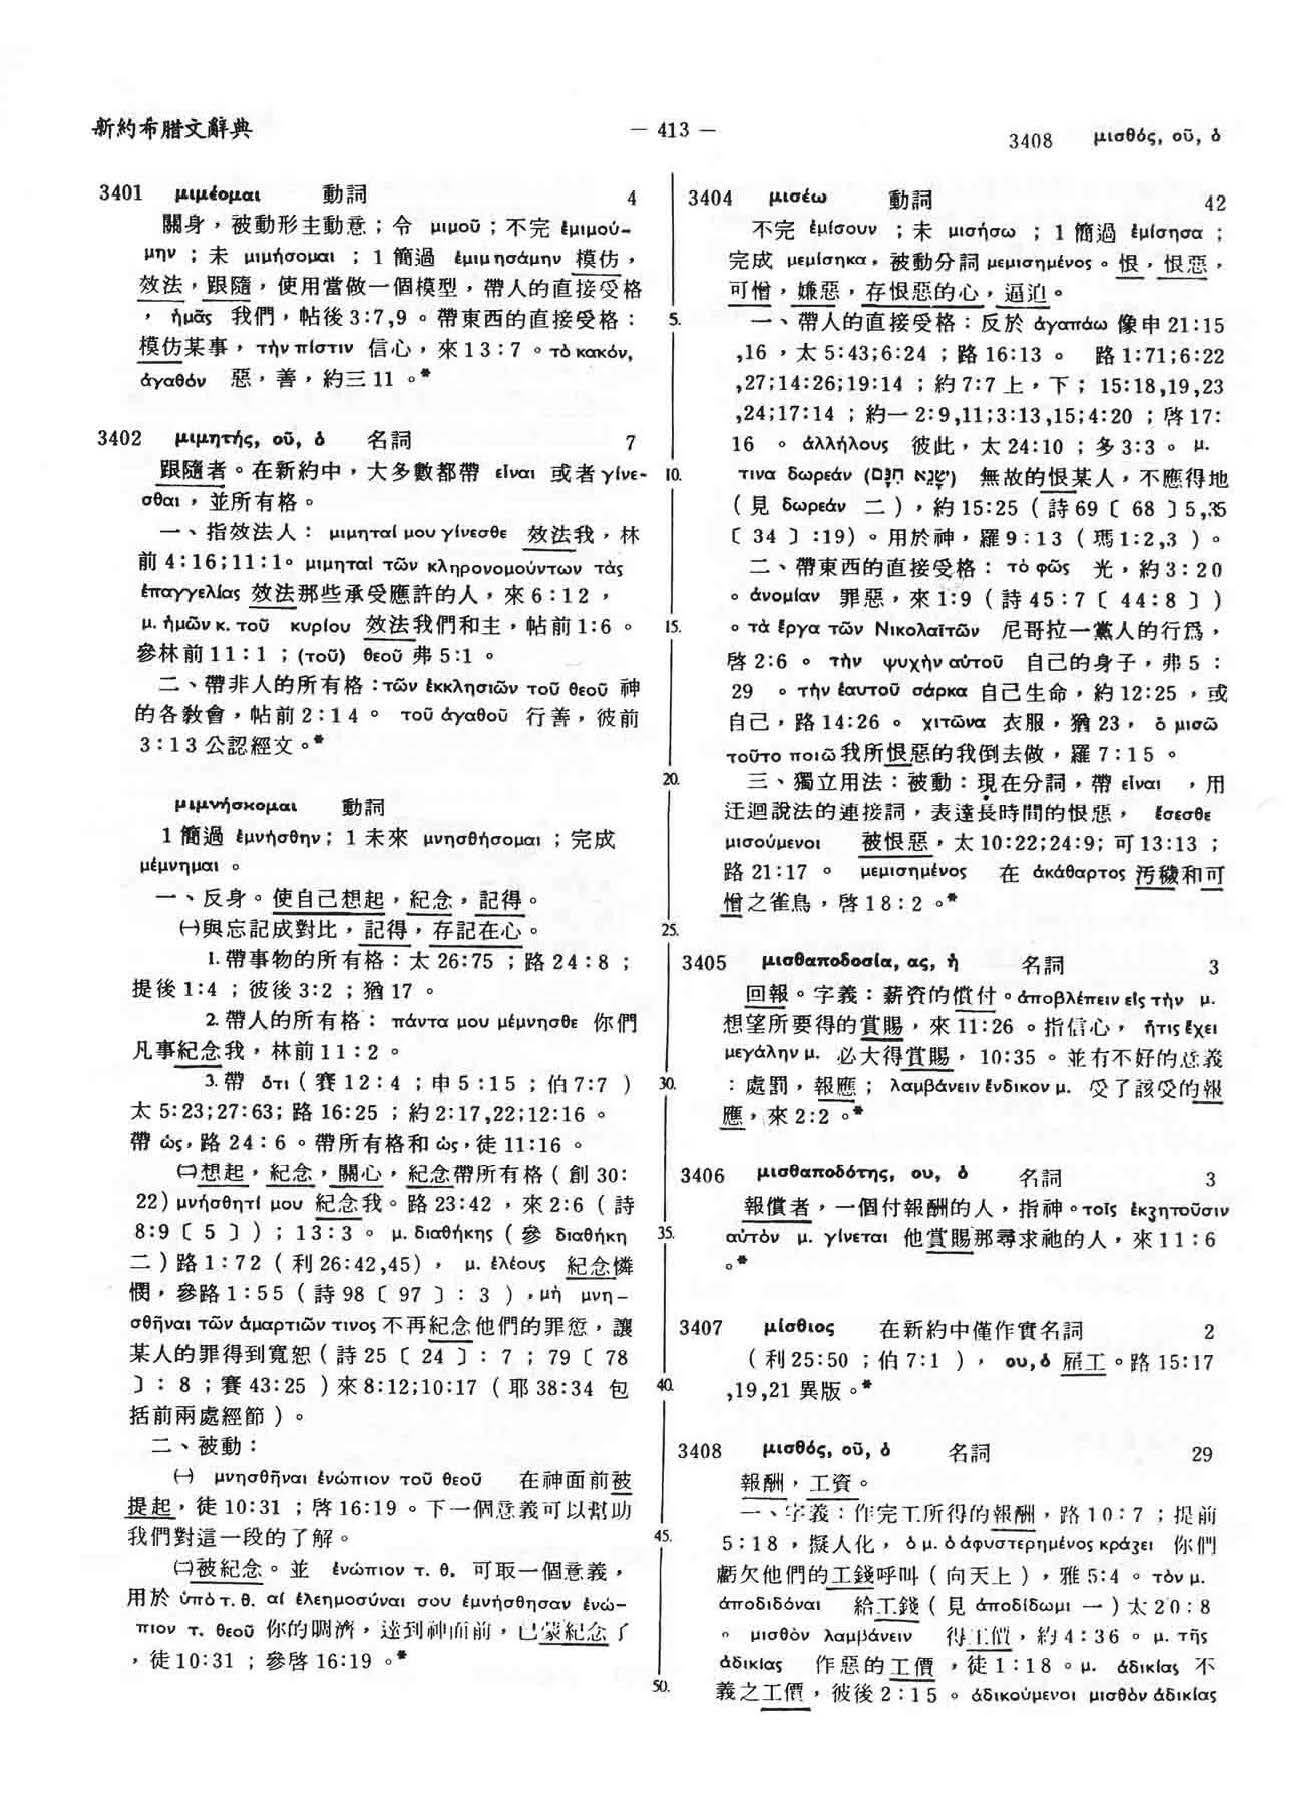 新約希腊文辭典
— 413 —
3408 μισθός, οῦ, ὁ
3401 μιμέομαι 動詞 4
關身，被動形主動意；令 μιμοῦ；不完 ἐμιμού-
μην；未 μιμήσομαι；1 簡過 ἐμιμησάμην 模仿，
效法，跟隨，使用當做一個模型，帶人的直接受格
，ἡμᾶς 我們，帖後 3:7,9。帶東西的直接受格：
模仿某事，τὴν πίστιν 信心，來 13:7。τὸ κακόν,
ἀγαθόν 惡，善，約三 11。*
3402 μιμητής, οῦ, ὁ 名詞 7
跟隨者。在新約中，大多數都帶 εἶναι 或者 γίνε-
σθαι，並所有格。
一、指效法人： μιμηταί μου γίνεσθε 效法我，林
前 4:16;11:1。μιμηταὶ τῶν κληρονομούντων τὰς
ἐπαγγελίας 效法那些承受應許的人，來 6:12，
μ. ἡμῶν κ. τοῦ κυρίου 效法我們和主，帖前 1:6。
參林前 11:1；(τοῦ) θεοῦ 弗 5:1。
二、帶非人的所有格：τῶν ἐκκλησιῶν τοῦ θεοῦ 神
的各教會，帖前 2:14。 τοῦ ἀγαθοῦ 行善，彼前
3:13 公認經文。*
μιμνήσκομαι 動詞
1 簡過 ἐμνήσθην；1 未來 μνησθήσομαι；完成
μέμνημαι。
一、反身。使自己想起，紀念，記得。
㈠與忘記成對比，記得，存記在心。
1. 帶事物的所有格：太 26:75；路 24:8；
提後 1:4；彼後 3:2；猶 17。
2. 帶人的所有格： πάντα μου μέμνησθε 你們
凡事紀念我，林前 11:2。
3. 帶 ὅτι（賽 12:4；申 5:15；伯 7:7）
太 5:23;27:63; 路 16:25；約 2:17,22;12:16。
帶 ὡς，路 24:6。帶所有格和 ὡς，徒 11:16。
㈡想起，紀念，關心，紀念帶所有格（創 30:
22) μνήσθητί μου 紀念我。路 23:42，來 2:6（詩
8:9〔5〕）；13:3。 μ. διαθήκης（參 διαθήκη
二）路 1:72（利 26:42,45）， μ. ἐλέους 紀念憐
憫，參路 1:55（詩 98〔97〕：3），μὴ μνη-
σθῆναι τῶν ἁμαρτιῶν τινος 不再紀念他們的罪愆，讓
某人的罪得到寬恕（詩 25〔24〕：7；79〔78
〕：8；賽 43:25）來 8:12;10:17（耶 38:34 包
括前兩處經節）。
二、被動：
㈠ μνησθῆναι ἐνώπιον τοῦ θεοῦ 在神面前被
提起，徒 10:31；啓 16:19。下一個意義可以幫助
我們對這一段的了解。
㈡被紀念。並 ἐνώπιον τ. θ. 可取一個意義，
用於 ὑπὸ τ. θ. αἱ ἐλεημοσύναι σου ἐμνήσθησαν ἐνώ-
πιον τ. θεοῦ 你的賙濟，達到神面前，已蒙紀念了
，徒 10:31；參啓 16:19。*
5.
10.
15.
20.
25.
30.
35.
40.
45.
50.
3404 μισέω 動詞 42
不完 ἐμίσουν ；未 μισήσω ；1 簡過 ἐμίσησα；
完成 μεμίσηκα，被動分詞 μεμισημένος。恨，恨惡，
可憎，嫌惡，存恨惡的心，逼迫。
一、帶人的直接受格：反於 ἀγαπάω 像申 21:15
,16，太 5:43;6:24；路 16:13。 路 1:71;6:22
,27;14:26;19:14；約 7:7 上，下；15:18,19,23
,24;17:14；約一 2:9,11;3:13,15;4:20；啓 17:
16 。ἀλλήλους 彼此，太 24:10；多 3:3。 μ.
τινα δωρεάν (שָׂנֵא חִנָּם) 無故的恨某人，不應得地
（見 δωρεάν 二），約 15:25（詩 69〔68〕5,35
〔34〕:19)。用於神，羅 9:13（瑪 1:2,3）。
二、帶東西的直接受格： τὸ φῶς 光，約 3:20
。ἀνομίαν 罪惡，來 1:9（詩 45:7〔44:8〕）
。τὰ ἔργα τῶν Νικολαϊτῶν 尼哥拉一黨人的行爲，
啓 2:6。 τὴν ψυχὴν αὐτοῦ 自己的身子，弗 5：
29 。τὴν ἑαυτοῦ σάρκα 自己生命，約 12:25，或
自己，路 14:26。 χιτῶνα 衣服，猶 23， ὃ μισῶ
τοῦτο ποιῶ 我所恨惡的我倒去做，羅 7:15。
三、獨立用法：被動：現在分詞，帶 εἶναι ，用
迂迴說法的連接詞，表達長時間的恨惡， ἔσεσθε
μισούμενοι 被恨惡，太 10:22;24:9; 可 13:13；
路 21:17。 μεμισημένος 在 ἀκάθαρτος 污穢和可
憎之雀鳥，啓 18:2。*
3405 μισθαποδοσία, ας, ἡ 名詞 3
回報。字義：薪資的償付。ἀποβλέπειν εἰς τὴν μ.
想望所要得的賞賜，來 11:26。指信心， ἥτις ἔχει
μεγάλην μ. 必大得賞賜，10:35。並有不好的意義
：處罰，報應； λαμβάνειν ἔνδικον μ. 受了該受的報
應，來 2:2。*
3406 μισθαποδότης, ου, ὁ 名詞 3
報償者，一個付報酬的人，指神。τοῖς ἐκζητοῦσιν
αὐτὸν μ. γίνεται 他賞賜那尋求祂的人，來 11:6
。*
3407 μίσθιος 在新約中僅作實名詞 2
（利 25:50；伯 7:1）， ου, ὁ 雇工。路 15:17
,19,21 異版。*
3408 μισθός, οῦ, ὁ 名詞 29
報酬，工資。
一、字義：作完工所得的報酬，路 10:7；提前
5:18，擬人化， ὁ μ. ὁ ἀφυστερημένος κράζει 你們
虧欠他們的工錢呼叫（向天上），雅 5:4。τὸν μ.
ἀποδιδόναι 給工錢（見 ἀποδίδωμι 一）太 20:8
。 μισθὸν λαμβάνειν 得工價，約 4:36。μ. τῆς
ἀδικίας 作惡的工價，徒 1:18。μ. ἀδικίας 不
義之工價，彼後 2:15。ἀδικούμενοι μισθὸν ἀδικίας